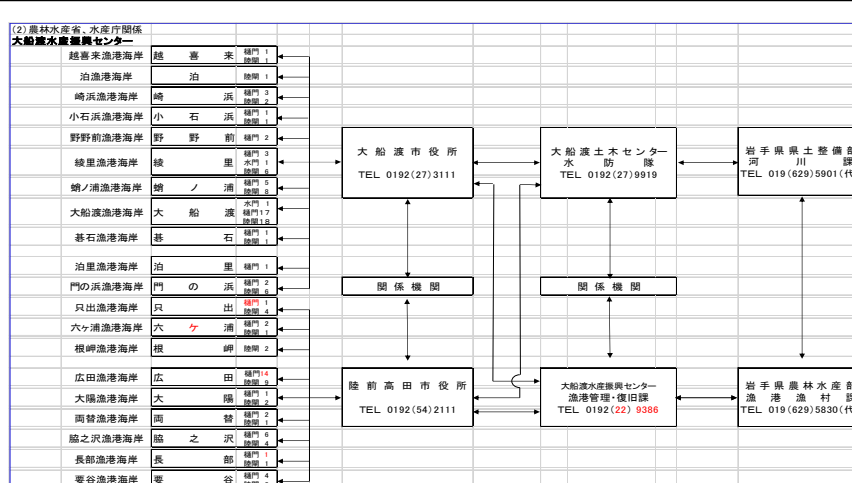 (2)農林水産省、水産庁関係
大船渡水産振興センター
越喜来漁港海岸 越喜来 樋門 1
陸閘 1
泊漁港海岸 泊 陸閘 1
崎浜漁港海岸 崎浜 樋門 3
陸閘 2
小石浜漁港海岸 小石浜 樋門 1
陸閘 1
野野前漁港海岸 野野前 樋門 2
綾里漁港海岸 綾里 樋門 3
水門 1
陸閘 6
蛸ノ浦漁港海岸 蛸ノ浦 樋門 5
陸閘 8
大船渡漁港海岸 大船渡 水門 1
樋門17
陸閘18
碁石漁港海岸 碁石 樋門 1
陸閘 1
泊里漁港海岸 泊里 樋門 1
門の浜漁港海岸 門の浜 樋門 2
陸閘 6
只出漁港海岸 只出 樋門 1
陸閘 4
六ヶ浦漁港海岸 六ケ浦 樋門 2
陸閘 1
根岬漁港海岸 根岬 陸閘 2
広田漁港海岸 広田 樋門14
陸閘 9
大陽漁港海岸 大陽 樋門 1
陸閘 2
両替漁港海岸 両替 樋門 2
陸閘 1
脇之沢漁港海岸 脇之沢 樋門 6
陸閘 4
長部漁港海岸 長部 樋門 1
陸閘 1
要谷漁港海岸 要谷 樋門 4
大船渡市役所
TEL 0192(27)3111
大船渡土木センター
水防隊
TEL 0192(27)9919
岩手県県土整備部
河川課
TEL 019(629)5901(代
関係機関
関係機関
陸前高田市役所
TEL 0192(54)2111
大船渡水産振興センター
漁港管理・復旧課
TEL 0192(22) 9386
岩手県農林水産部
漁港漁村課
TEL 019(629)5830(代